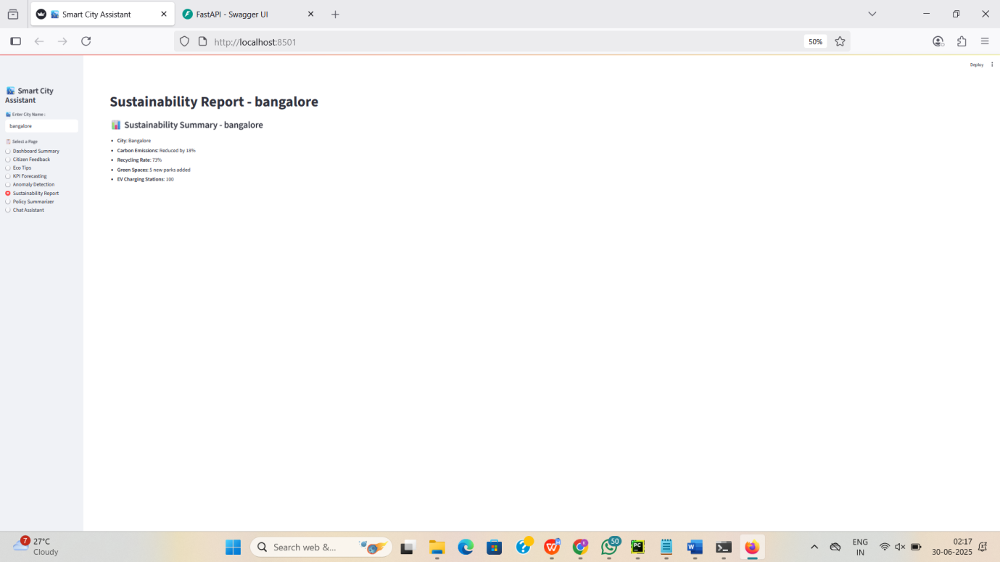 Smart City Assistant
FastAPI - Swagger UI
http://localhost:8501
50%
Deploy
Smart City Assistant
Enter City Name :
bangalore
Select a Page
Dashboard Summary
Citizen Feedback
Eco Tips
KPI Forecasting
Anomaly Detection
Sustainability Report
Policy Summarizer
Chat Assistant
Sustainability Report - bangalore
Sustainability Summary - bangalore
City: Bangalore
Carbon Emissions: Reduced by 18%
Recycling Rate: 73%
Green Spaces: 5 new parks added
EV Charging Stations: 100
7
27°C
Cloudy
Search web &...
W
K
50
PC
W
ENG
IN
02:17
30-06-2025